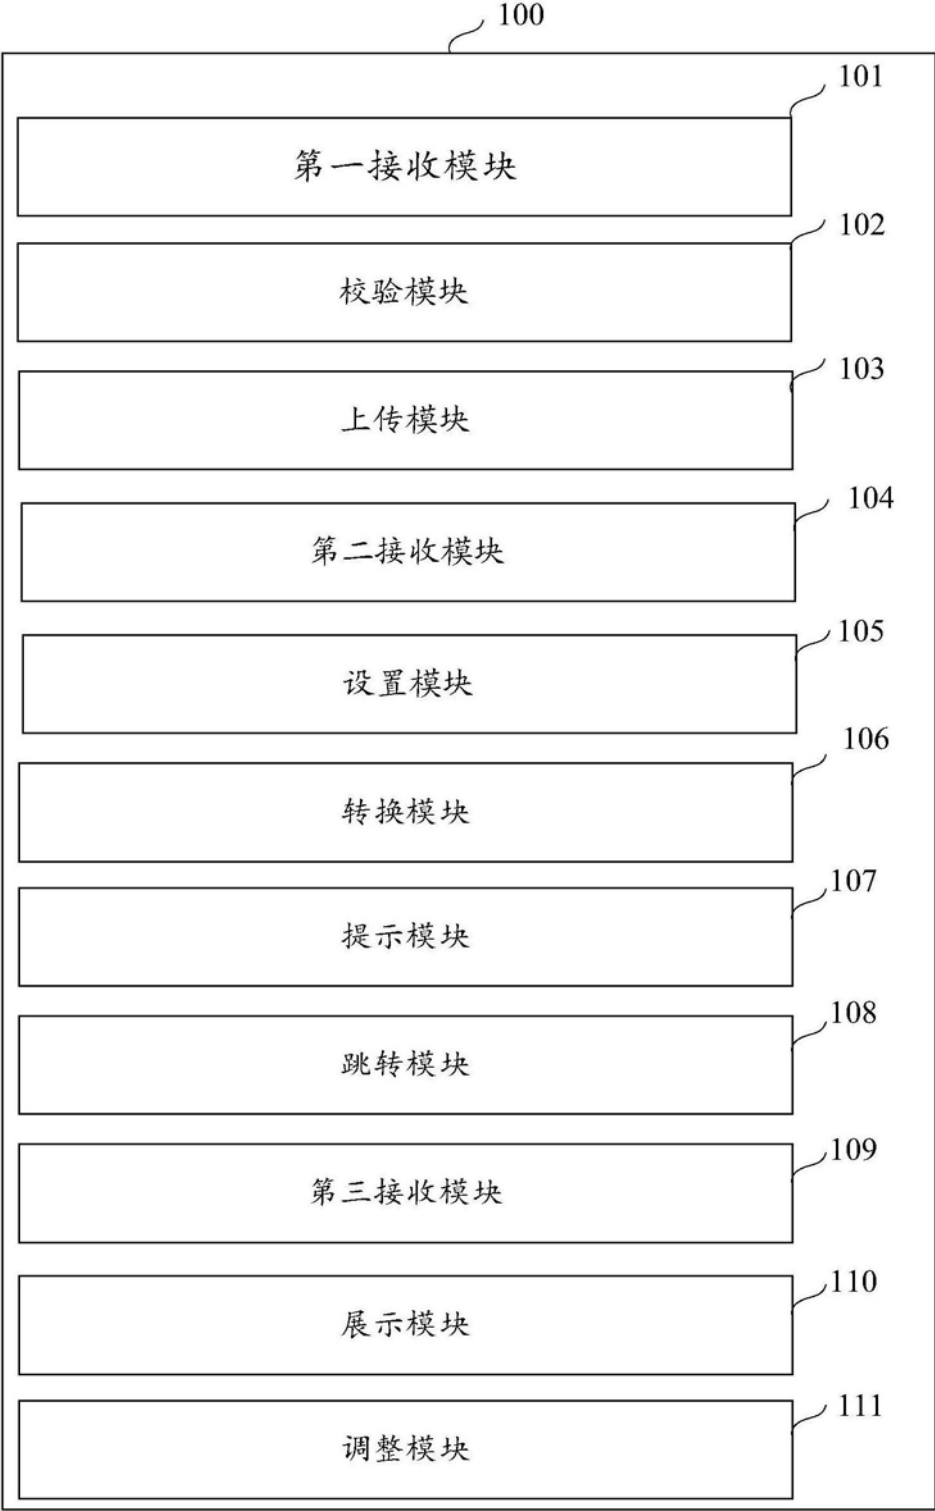 100
101
第一接收模块
102
校验模块
103
上传模块
104
第二接收模块
105
设置模块
106
转换模块
107
提示模块
108
跳转模块
109
第三接收模块
110
展示模块
111
调整模块